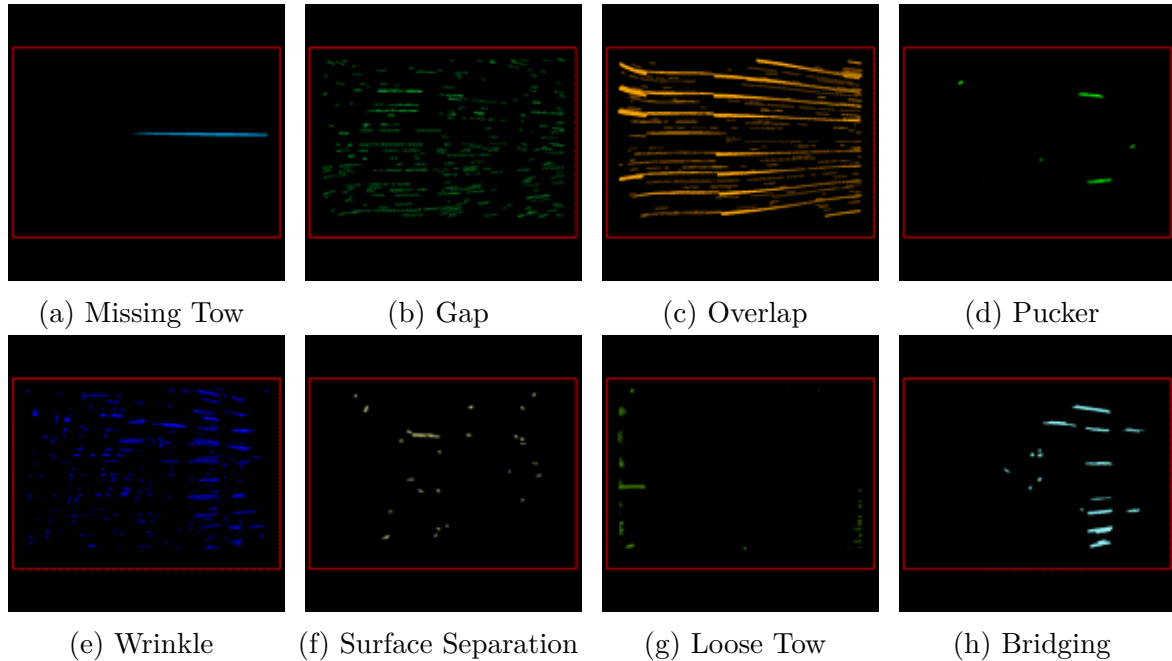 (a) Missing Tow
(b) Gap
(c) Overlap
(d) Pucker
(e) Wrinkle
(f) Surface Separation
(g) Loose Tow
(h) Bridging